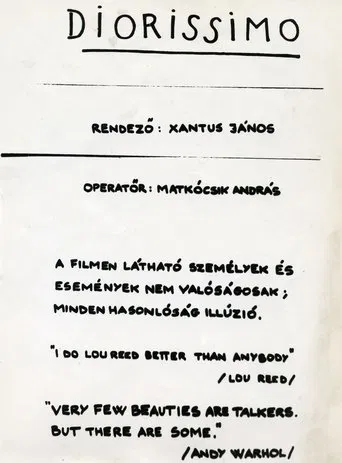 DIORISSIMO
RENDEZŐ: XANTUS JÁNOS
OPERATŐR: MATKÓCSIK ANDRÁS
A FILMEN LÁTHATÓ SZEMÉLYEK ÉS
ESEMÉNYEK NEM VALÓSÁGOSAK;
MINDEN HASONLÓSÁG ILLÚZIÓ.
"I DO LOU REED BETTER THAN ANYBODY"
/LOU REED/
"VERY FEW BEAUTIES ARE TALKERS.
BUT THERE ARE SOME."
/ANDY WARHOL/